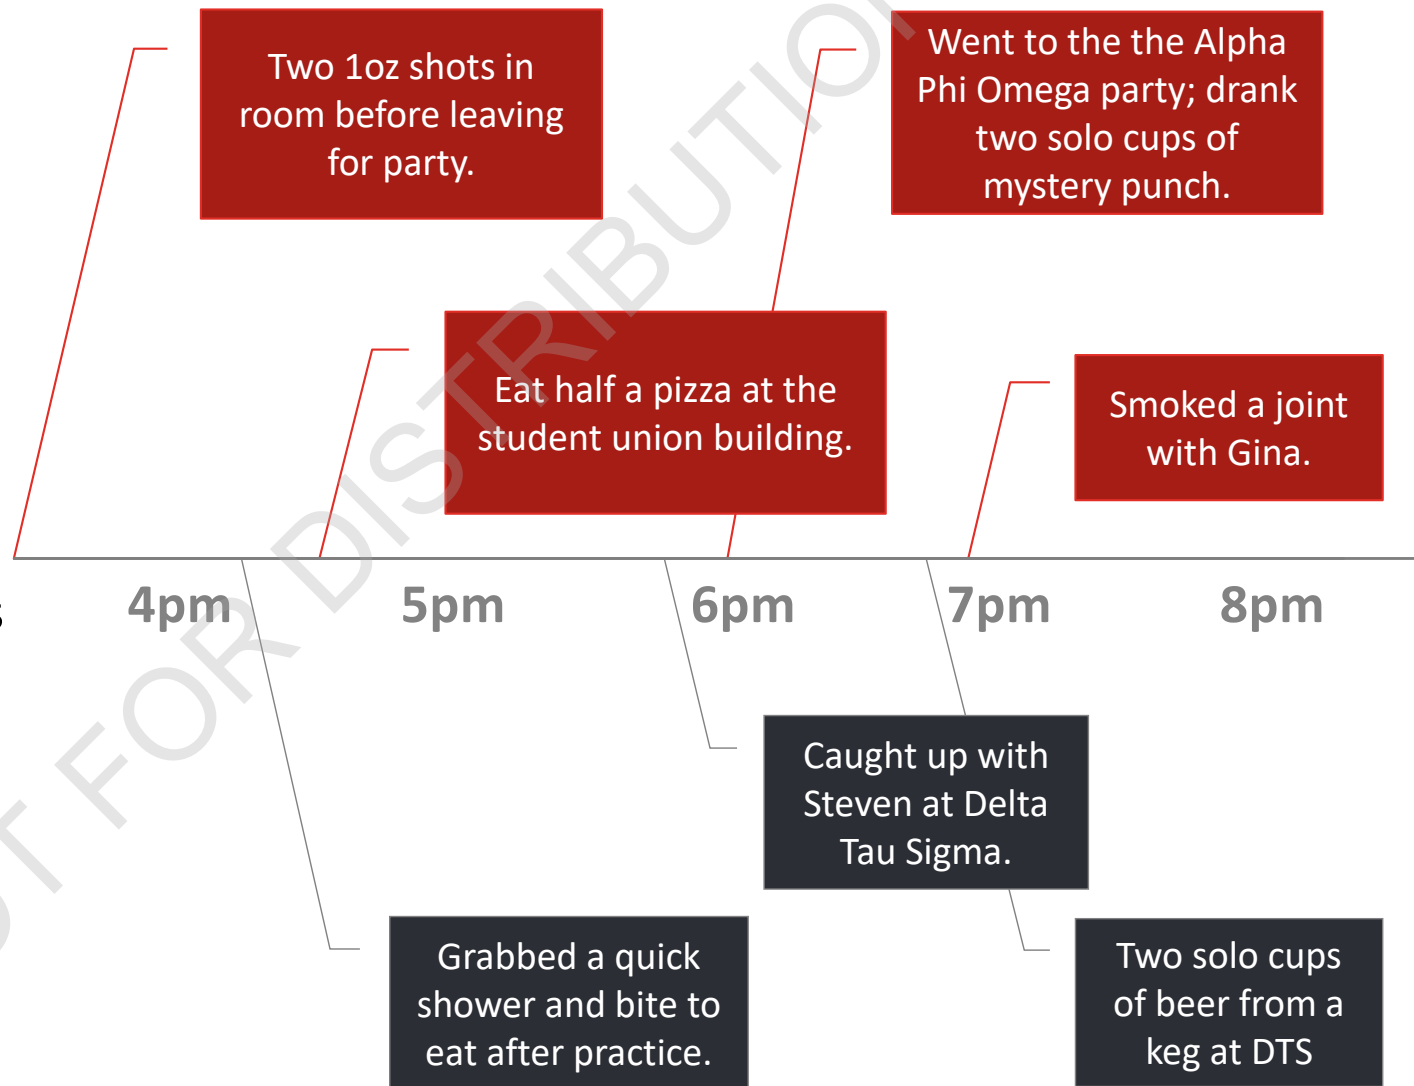 Two 1oz shots in
room before leaving
for party.
Went to the the Alpha
Phi Omega party; drank
two solo cups of
mystery punch.
Eat half a pizza at the
student union building.
Smoked a joint
with Gina.
s 4pm 5pm 6pm 7pm 8pm
Caught up with
Steven at Delta
Tau Sigma.
Grabbed a quick
shower and bite to
eat after practice.
Two solo cups
of beer from a
keg at DTS
OT FOR DISTRIBUTION